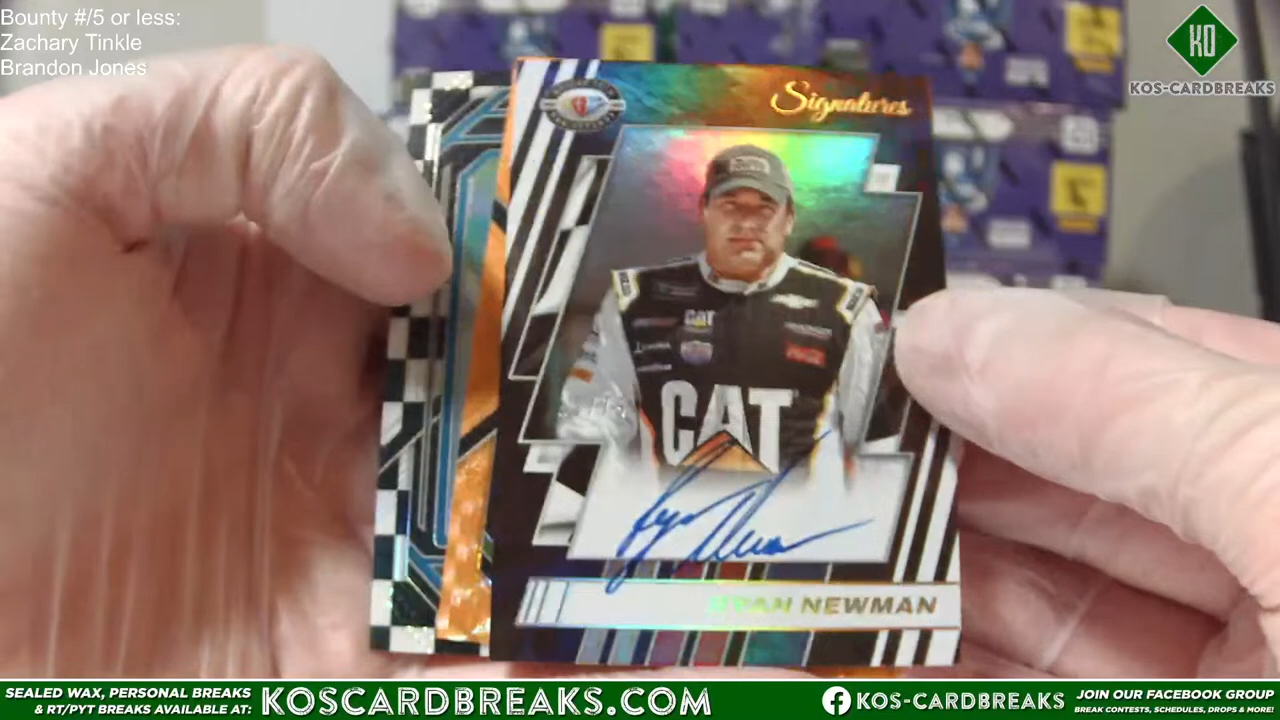 Bounty #/5 or less:
Zachary Tinkle
Brandon Jones
KO
KOS-CARDBREAKS
Signatures
CAT
CAT
RYAN NEWMAN
SEALED WAX, PERSONAL BREAKS
& RT/PYT BREAKS AVAILABLE AT:
KOSCARDBREAKS.COM
KOS-CARDBREAKS
JOIN OUR FACEBOOK GROUP
BREAK CONTESTS, SCHEDULES, DROPS & MORE!